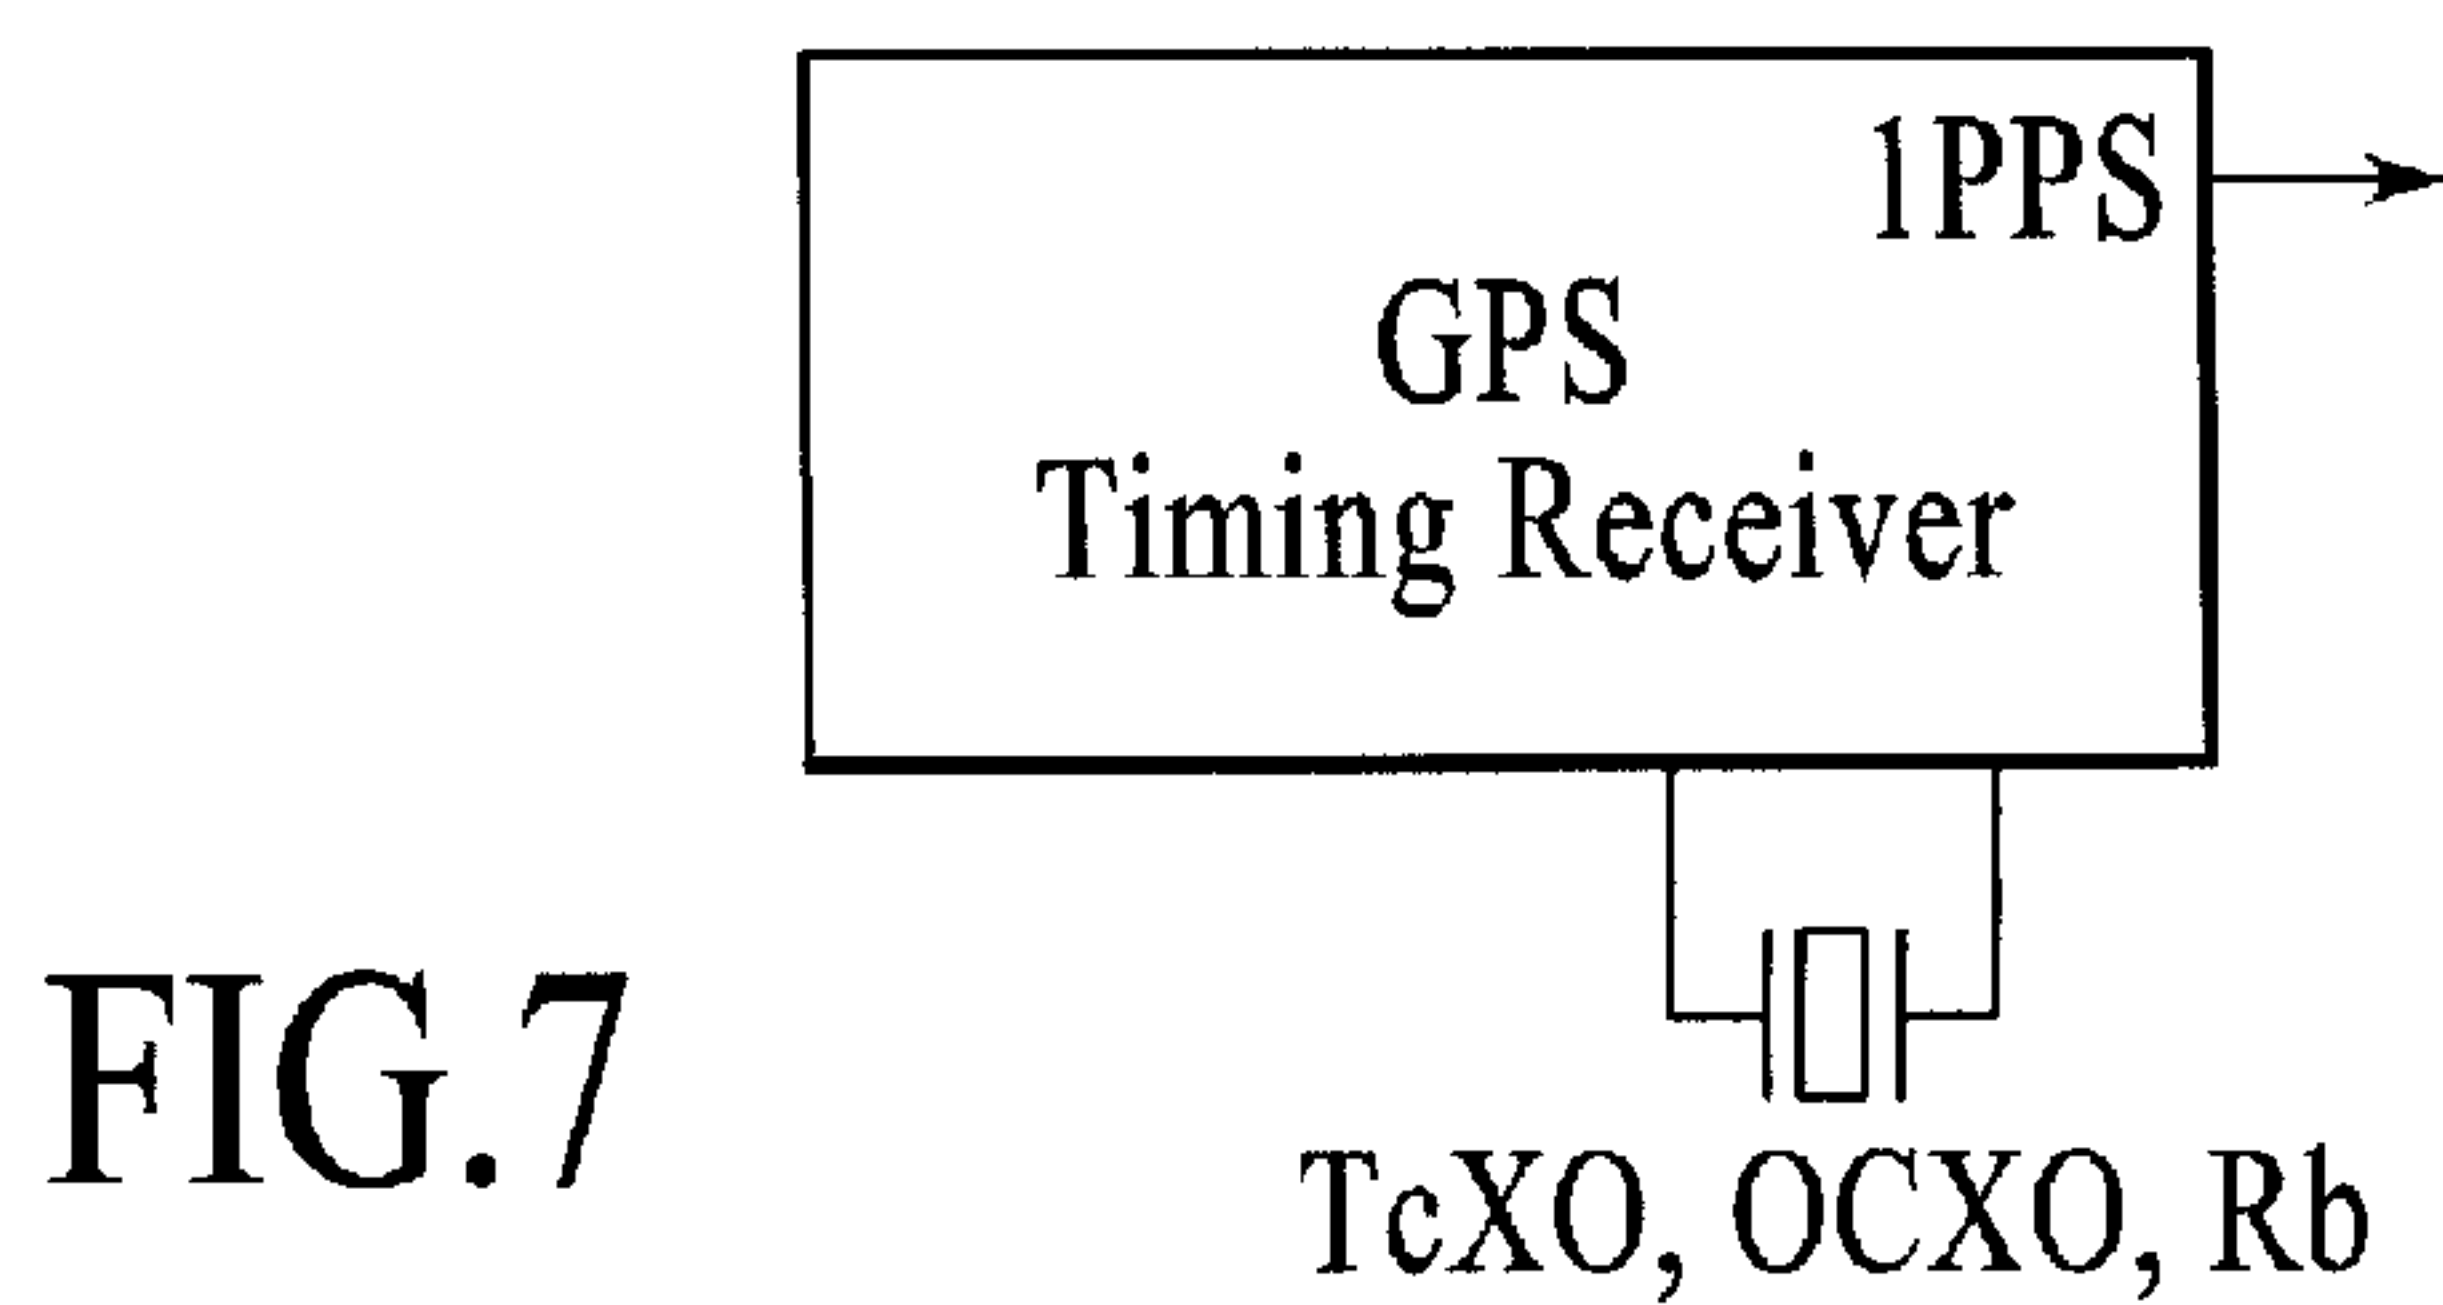 1PPS
GPS
Timing Receiver
FIG.7
TcXO, OCXO, Rb